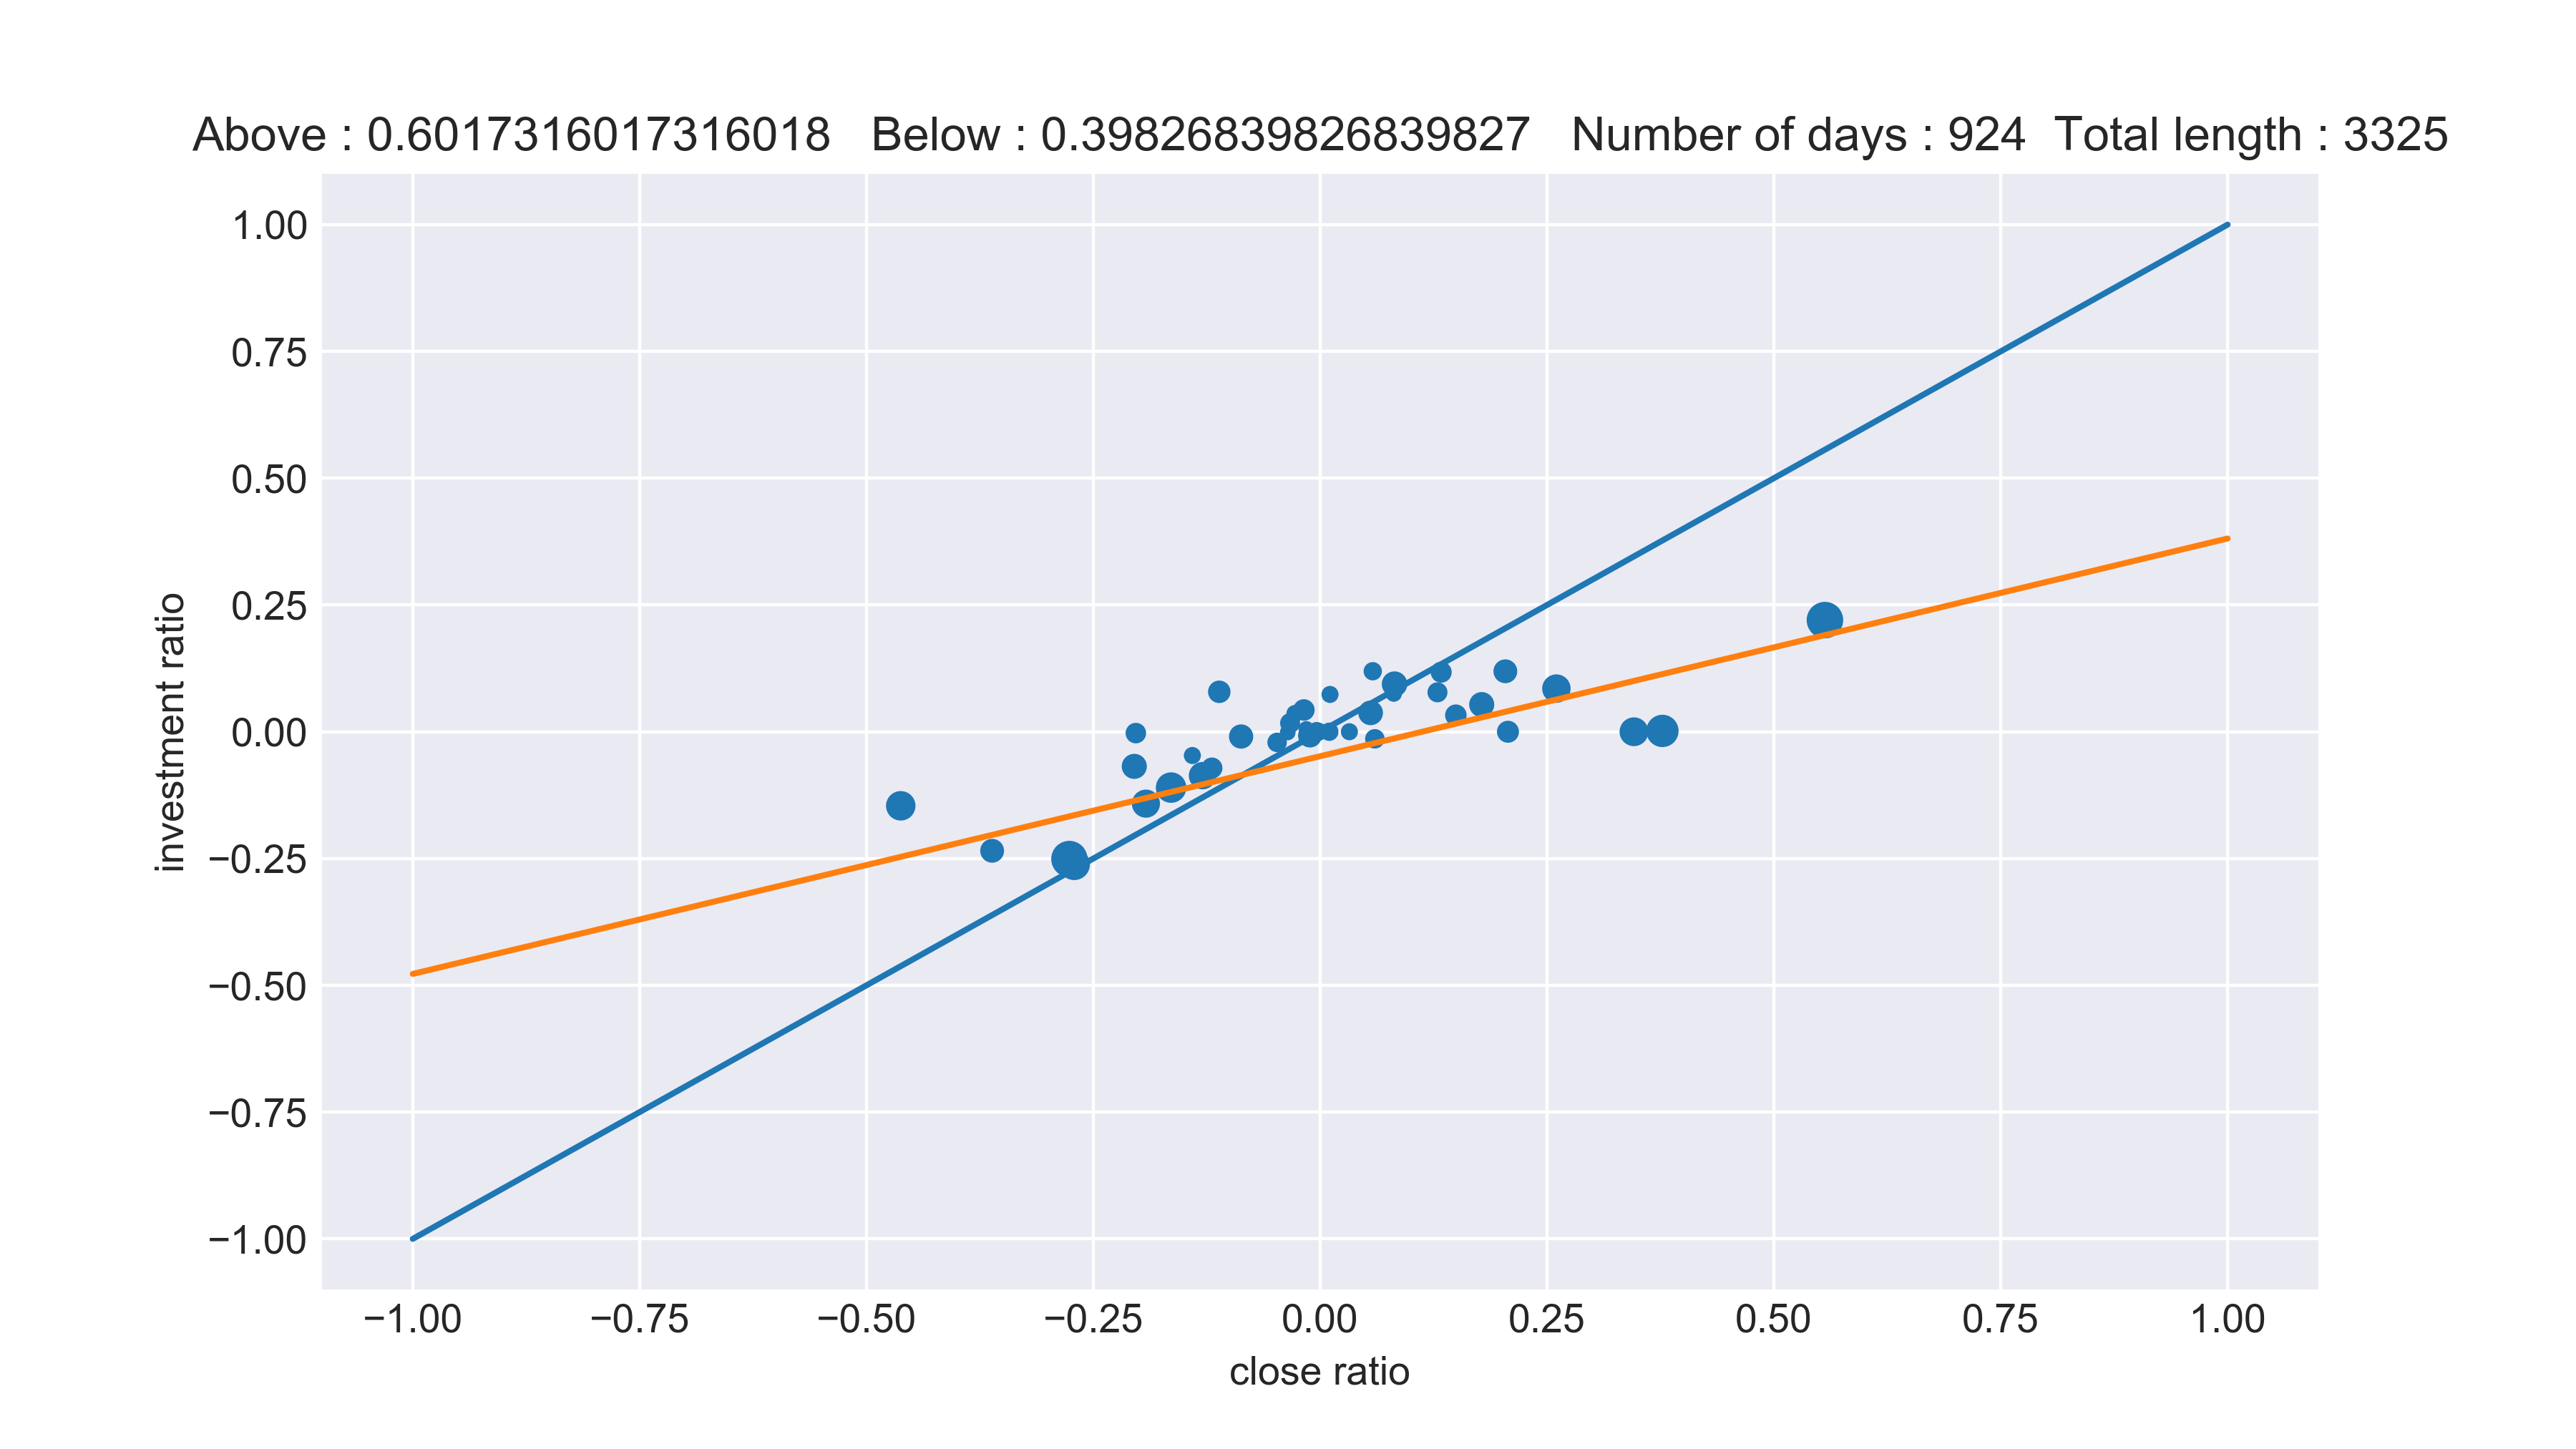 Above : 0.6017316017316018 Below : 0.39826839826839827 Number of days : 924 Total length : 3325
1.00
0.75
0.50
0.25
0.00
−0.25
−0.50
−0.75
−1.00
investment ratio
−1.00 −0.75 −0.50 −0.25 0.00 0.25 0.50 0.75 1.00
close ratio